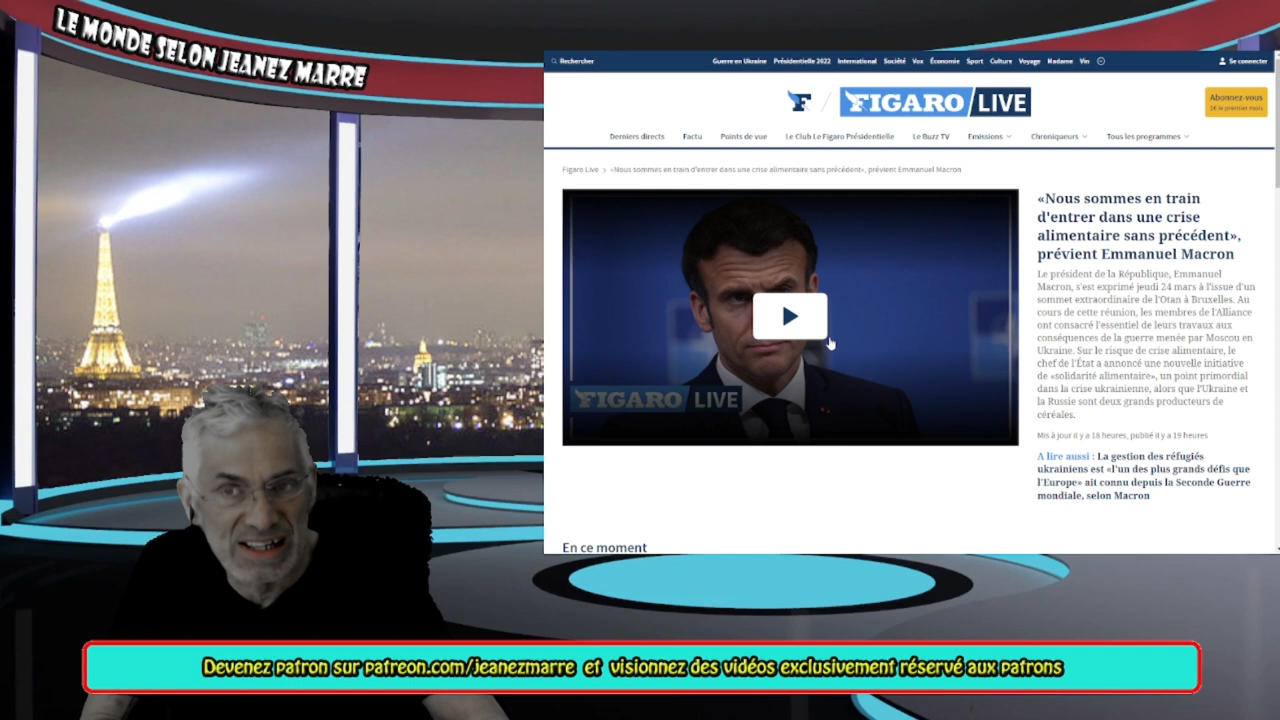 LE MONDE SELON JEANEZ MARRE
Rechercher
Guerre en Ukraine Présidentielle 2022 International Société Vox Économie Sport Culture Voyage Madame Vin
Se connecter
F / FIGARO/LIVE
Abonnez-vous
1€ le premier mois
Derniers directs Factu Points de vue Le Club Le Figaro Présidentielle Le Buzz TV Emissions Chroniqueurs Tous les programmes
Figaro Live > «Nous sommes en train d'entrer dans une crise alimentaire sans précédent», prévient Emmanuel Macron
FIGARO LIVE
«Nous sommes en train
d'entrer dans une crise
alimentaire sans précédent»,
prévient Emmanuel Macron
Le président de la République, Emmanuel
Macron, s'est exprimé jeudi 24 mars à l'issue d'un
sommet extraordinaire de l'Otan à Bruxelles. Au
cours de cette réunion, les membres de l'Alliance
ont consacré l'essentiel de leurs travaux aux
conséquences de la guerre menée par Moscou en
Ukraine. Sur le risque de crise alimentaire, le
chef de l'État a annoncé une nouvelle initiative
de «solidarité alimentaire», un point primordial
dans la crise ukrainienne, alors que l'Ukraine et
la Russie sont deux grands producteurs de
céréales.
Mis à jour il y a 18 heures, publié il y a 19 heures
A lire aussi : La gestion des réfugiés
ukrainiens est «l'un des plus grands défis que
l'Europe» ait connu depuis la Seconde Guerre
mondiale, selon Macron
En ce moment
Devenez patron sur patreon.com/jeanezmarre et visionnez des vidéos exclusivement réservé aux patrons